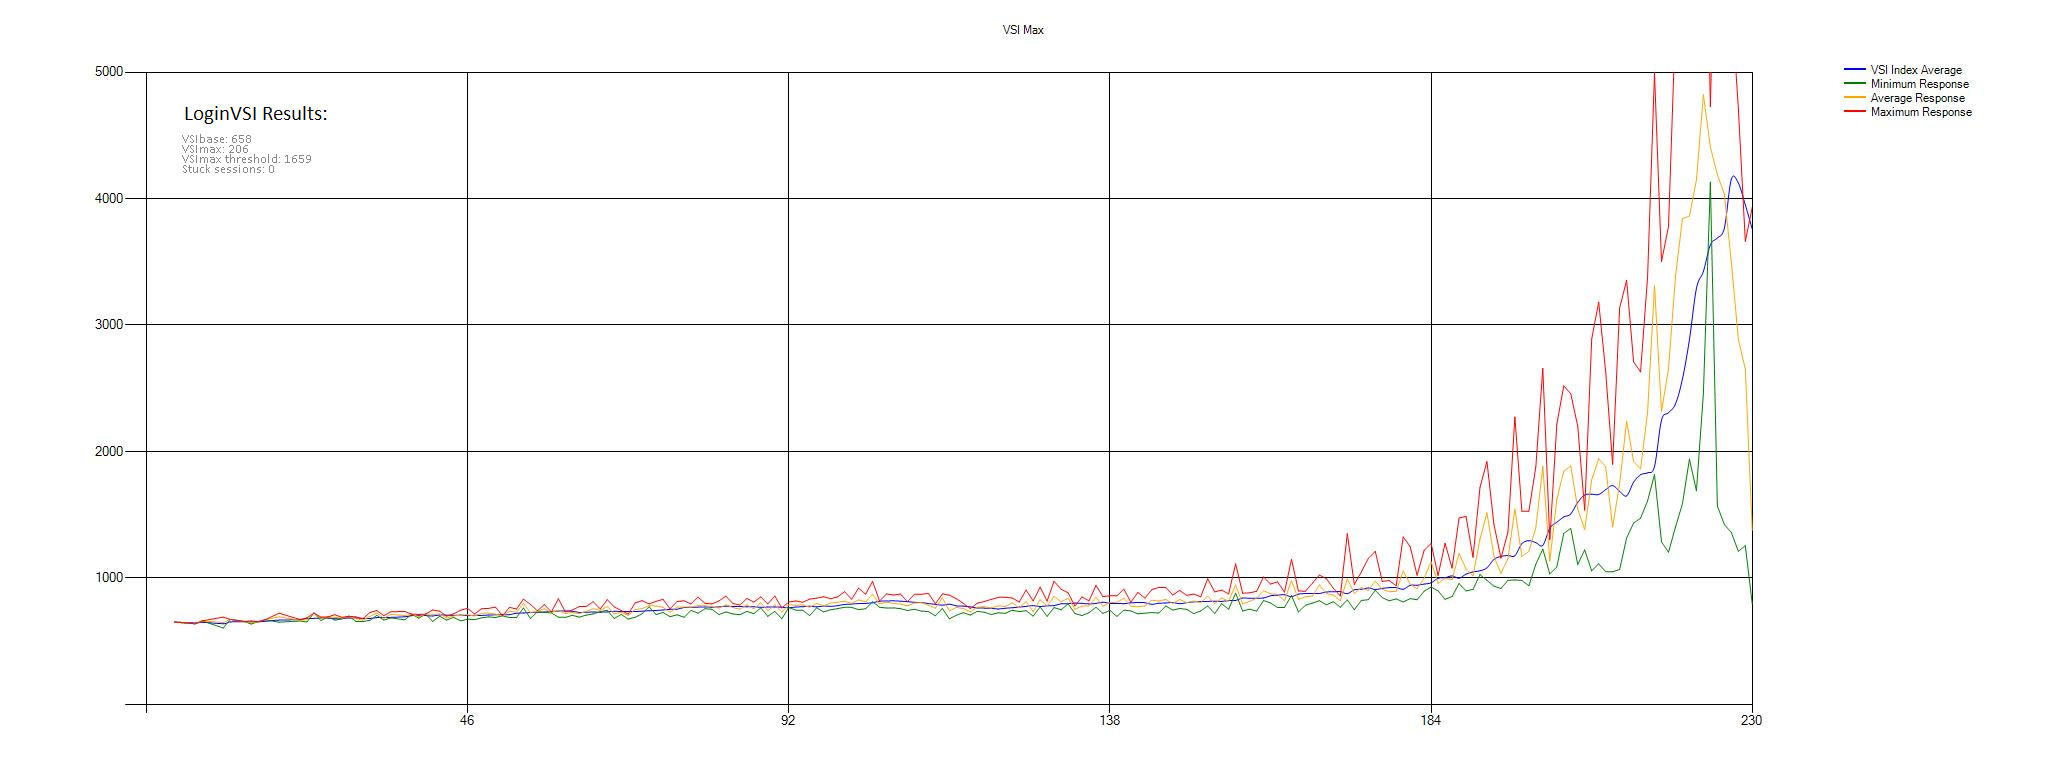 VSI Max
5000
4000
3000
2000
1000
LoginVSI Results:
VSIbase: 658
VSImax: 206
VSImax threshold: 1659
Stuck sessions: 0
VSI Index Average
Minimum Response
Average Response
Maximum Response
46
92
138
184
230